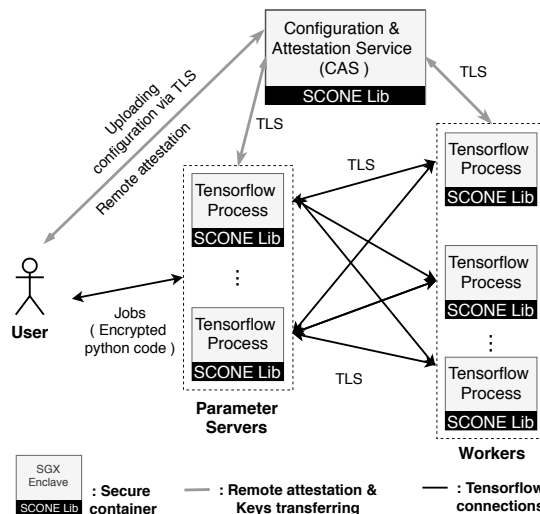 Configuration &
Attestation Service
(CAS )
SCONE Lib
Uploading
configuration via TLS
Remote attestation
TLS
TLS
TLS
Tensorflow
Process
SCONE Lib
...
Tensorflow
Process
SCONE Lib
Parameter
Servers
Tensorflow
Process
SCONE Lib
Tensorflow
Process
SCONE Lib
...
Tensorflow
Process
SCONE Lib
Workers
TLS
User
Jobs
( Encrypted
python code )
SGX
Enclave
SCONE Lib
: Secure
container
: Remote attestation &
Keys transferring
: Tensorflow
connections